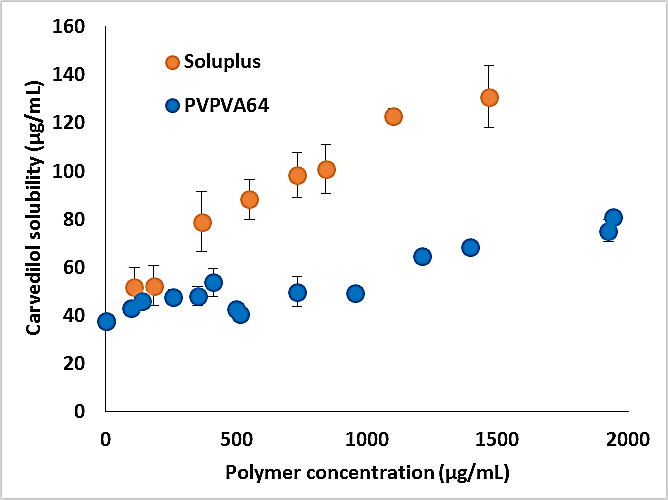 160
140
120
100
80
60
40
20
0
Carvedilol solubility (µg/mL)
Soluplus
PVPVA64
0 500 1000 1500 2000
Polymer concentration (µg/mL)